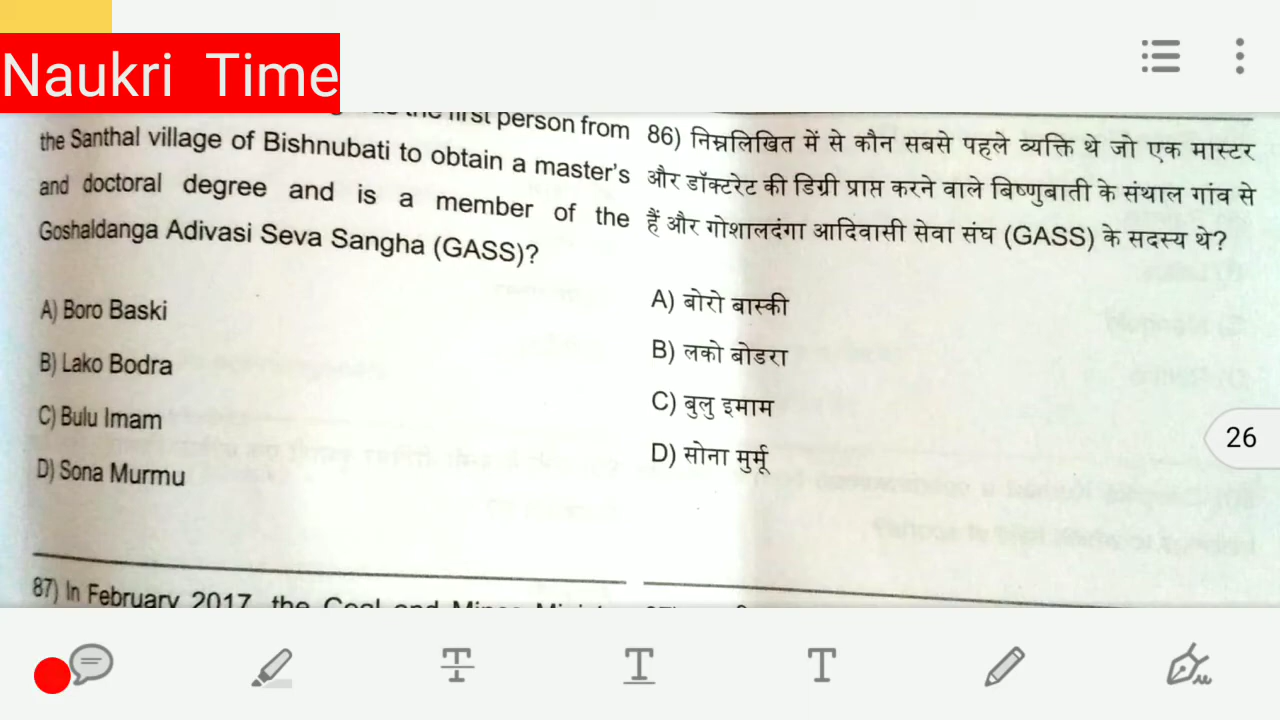 Naukri Time
first person from
the Santhal village of Bishnubati to obtain a master's
and doctoral degree and is a member of the
Goshaldanga Adivasi Seva Sangha (GASS)?
A) Boro Baski
B) Lako Bodra
C) Bulu Imam
D) Sona Murmu
87) In February 2017, the Coal and Mines
86) निम्नलिखित में से कौन सबसे पहले व्यक्ति थे जो एक मास्टर
और डॉक्टरेट की डिग्री प्राप्त करने वाले बिष्णुबाती के संथाल गांव से
हैं और गोशालदंगा आदिवासी सेवा संघ (GASS) के सदस्य थे?
A) बोरो बास्की
B) लको बोडरा
C) बुलु इमाम
D) सोना मुर्मू
26
T
T
T